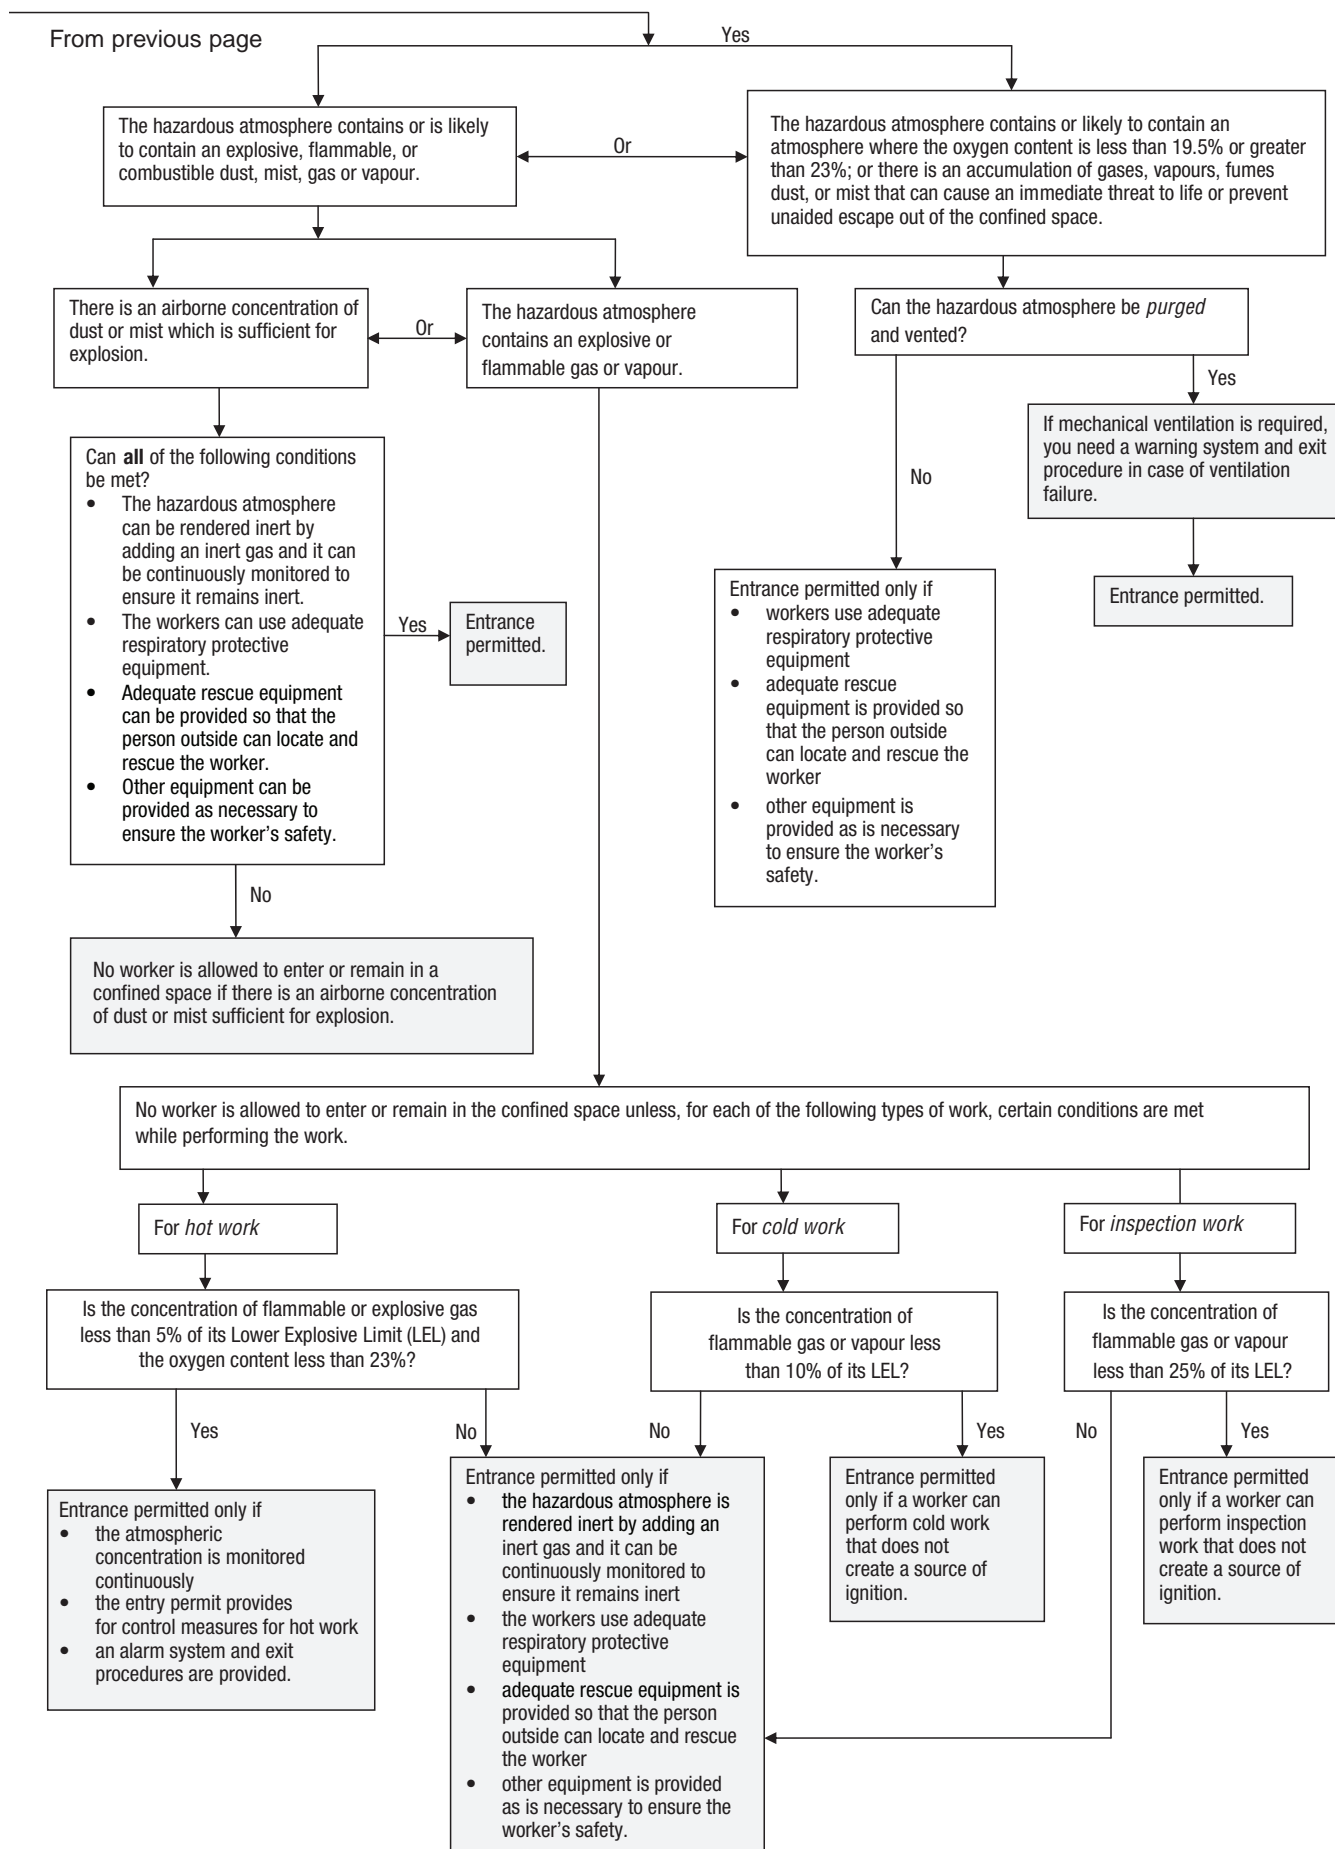 From previous page
Yes
The hazardous atmosphere contains or is likely
to contain an explosive, flammable, or
combustible dust, mist, gas or vapour.
Or
The hazardous atmosphere contains or likely to contain an
atmosphere where the oxygen content is less than 19.5% or greater
than 23%; or there is an accumulation of gases, vapours, fumes
dust, or mist that can cause an immediate threat to life or prevent
unaided escape out of the confined space.
There is an airborne concentration of
dust or mist which is sufficient for
explosion.
Or
The hazardous atmosphere
contains an explosive or
flammable gas or vapour.
Can the hazardous atmosphere be purged
and vented?
No
Yes
If mechanical ventilation is required,
you need a warning system and exit
procedure in case of ventilation
failure.
Entrance permitted.
Can all of the following conditions
be met?
• The hazardous atmosphere
can be rendered inert by
adding an inert gas and it can
be continuously monitored to
ensure it remains inert.
• The workers can use adequate
respiratory protective
equipment.
• Adequate rescue equipment
can be provided so that the
person outside can locate and
rescue the worker.
• Other equipment can be
provided as necessary to
ensure the worker's safety.
Yes
Entrance
permitted.
Entrance permitted only if
• workers use adequate
respiratory protective
equipment
• adequate rescue
equipment is provided so
that the person outside
can locate and rescue the
worker
• other equipment is
provided as is necessary
to ensure the worker's
safety.
No
No worker is allowed to enter or remain in a
confined space if there is an airborne concentration
of dust or mist sufficient for explosion.
No worker is allowed to enter or remain in the confined space unless, for each of the following types of work, certain conditions are met
while performing the work.
For hot work
For cold work
For inspection work
Is the concentration of flammable or explosive gas
less than 5% of its Lower Explosive Limit (LEL) and
the oxygen content less than 23%?
Is the concentration of
flammable gas or vapour less
than 10% of its LEL?
Is the concentration of
flammable gas or vapour
less than 25% of its LEL?
Yes
No
No
Yes
No
Yes
Entrance permitted only if
• the atmospheric
concentration is monitored
continuously
• the entry permit provides
for control measures for hot work
• an alarm system and exit
procedures are provided.
Entrance permitted only if
• the hazardous atmosphere is
rendered inert by adding an
inert gas and it can be
continuously monitored to
ensure it remains inert
• the workers use adequate
respiratory protective
equipment
• adequate rescue equipment is
provided so that the person
outside can locate and rescue
the worker
• other equipment is provided
as is necessary to ensure the
worker's safety.
Entrance permitted
only if a worker can
perform cold work
that does not
create a source of
ignition.
Entrance permitted
only if a worker can
perform inspection
work that does not
create a source of
ignition.